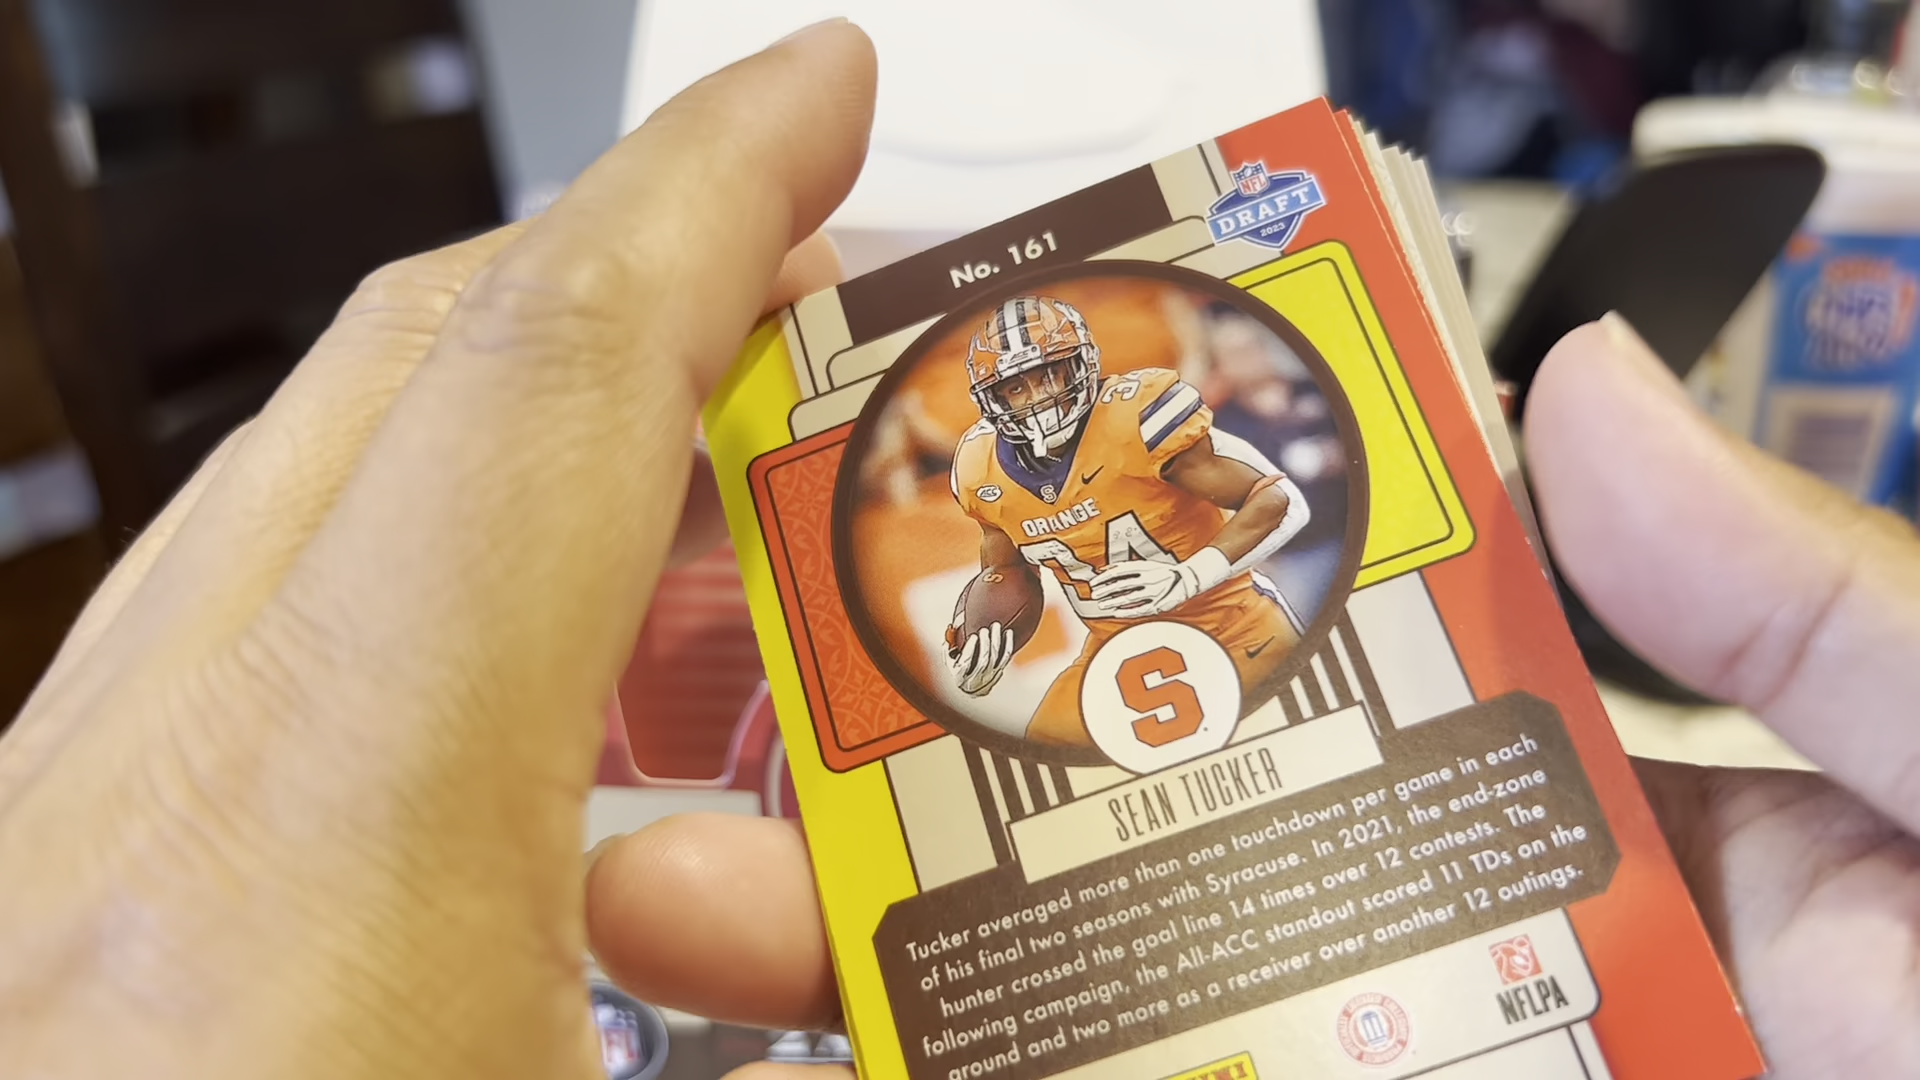 No. 161
NFL
DRAFT
2023
34
ACC
S
ORANGE
34
S
S
SEAN TUCKER
Tucker averaged more than one touchdown per game in each
of his final two seasons with Syracuse. In 2021, the end-zone
hunter crossed the goal line 14 times over 12 contests. The
following campaign, the All-ACC standout scored 11 TDs on the
ground and two more as a receiver over another 12 outings.
NFLPA